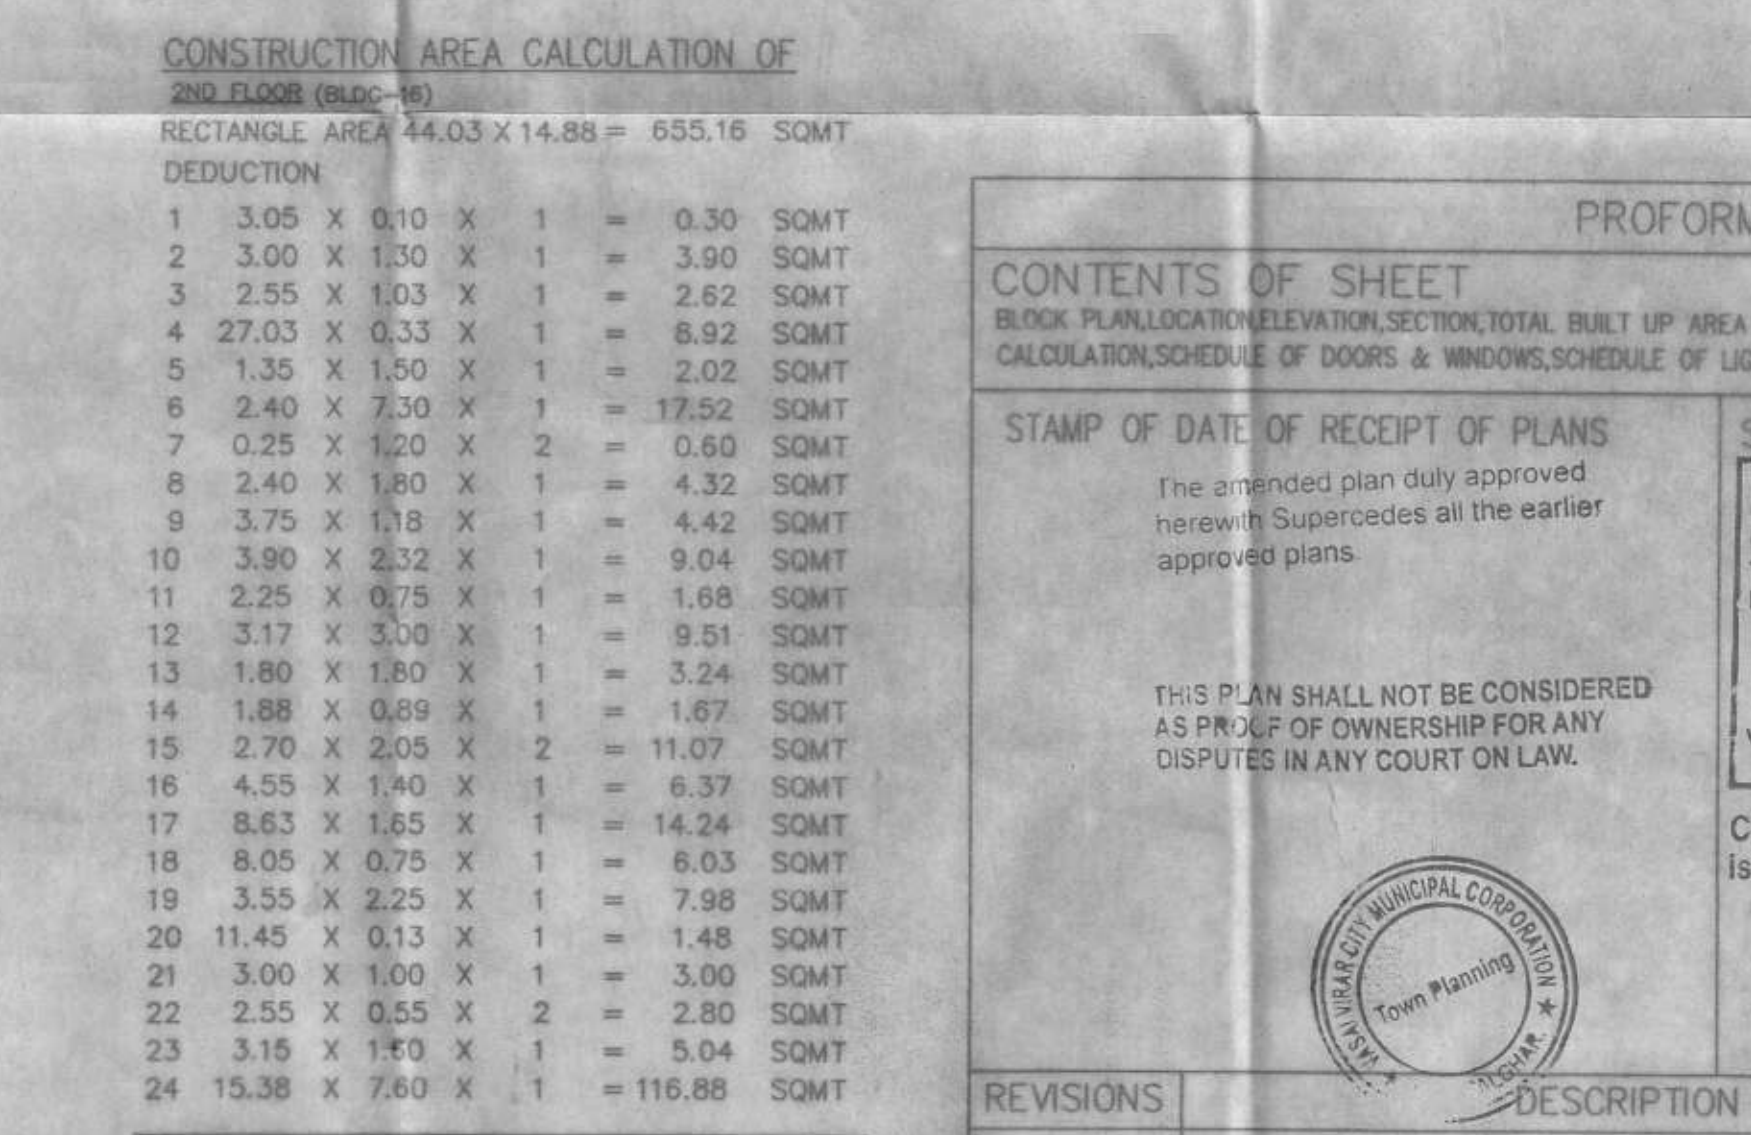 CONSTRUCTION AREA CALCULATION OF
2ND FLOOR (BLDG-16)
RECTANGLE AREA 44.03 X 14.88 = 655.16 SQMT
DEDUCTION
1 3.05 X 0.10 X 1 = 0.30 SQMT
2 3.00 X 1.30 X 1 = 3.90 SQMT
3 2.55 X 1.03 X 1 = 2.62 SQMT
4 27.03 X 0.33 X 1 = 8.92 SQMT
5 1.35 X 1.50 X 1 = 2.02 SQMT
6 2.40 X 7.30 X 1 = 17.52 SQMT
7 0.25 X 1.20 X 2 = 0.60 SQMT
8 2.40 X 1.80 X 1 = 4.32 SQMT
9 3.75 X 1.18 X 1 = 4.42 SQMT
10 3.90 X 2.32 X 1 = 9.04 SQMT
11 2.25 X 0.75 X 1 = 1.68 SQMT
12 3.17 X 3.00 X 1 = 9.51 SQMT
13 1.80 X 1.80 X 1 = 3.24 SQMT
14 1.88 X 0.89 X 1 = 1.67 SQMT
15 2.70 X 2.05 X 2 = 11.07 SQMT
16 4.55 X 1.40 X 1 = 6.37 SQMT
17 8.63 X 1.65 X 1 = 14.24 SQMT
18 8.05 X 0.75 X 1 = 6.03 SQMT
19 3.55 X 2.25 X 1 = 7.98 SQMT
20 11.45 X 0.13 X 1 = 1.48 SQMT
21 3.00 X 1.00 X 1 = 3.00 SQMT
22 2.55 X 0.55 X 2 = 2.80 SQMT
23 3.15 X 1.60 X 1 = 5.04 SQMT
24 15.38 X 7.60 X 1 = 116.88 SQMT
PROFORM
CONTENTS OF SHEET
BLOCK PLAN,LOCATION,ELEVATION,SECTION,TOTAL BUILT UP AREA
CALCULATION,SCHEDULE OF DOORS & WINDOWS,SCHEDULE OF LIG
STAMP OF DATE OF RECEIPT OF PLANS
The amended plan duly approved
herewith Supercedes all the earlier
approved plans.
THIS PLAN SHALL NOT BE CONSIDERED
AS PROOF OF OWNERSHIP FOR ANY
DISPUTES IN ANY COURT ON LAW.
VASAI VIRAR CITY MUNICIPAL CORPORATION
Town Planning
is
REVISIONS DESCRIPTION